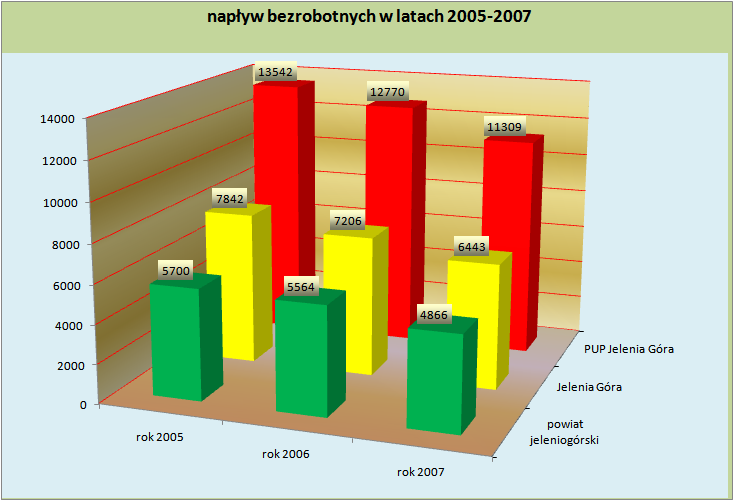 napływ bezrobotnych w latach 2005-2007
13542
12770
11309
14000
12000
10000
8000
6000
4000
2000
0
7842
7206
6443
5700
5564
4866
PUP Jelenia Góra
Jelenia Góra
powiat
jeleniogórski
rok 2005
rok 2006
rok 2007